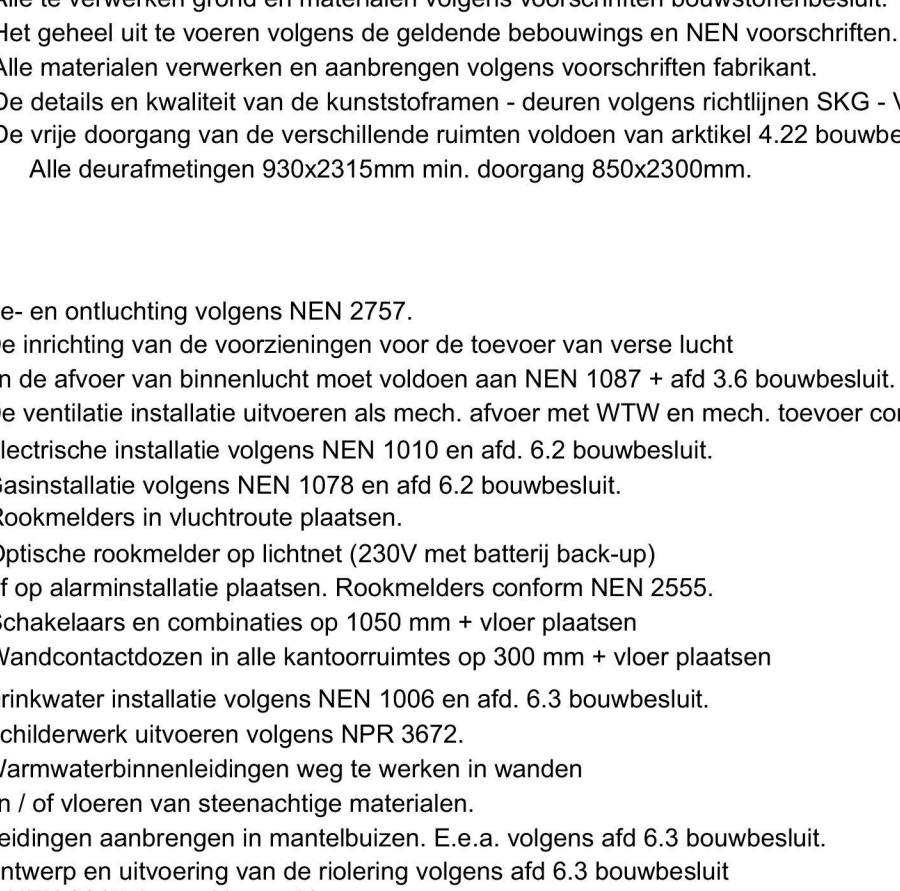 Alle te verwerken grond en materialen volgens voorschriften bouwstoffenbesluit.
Het geheel uit te voeren volgens de geldende bebouwings en NEN voorschriften.
Alle materialen verwerken en aanbrengen volgens voorschriften fabrikant.
De details en kwaliteit van de kunststoframen - deuren volgens richtlijnen SKG -
De vrije doorgang van de verschillende ruimten voldoen van arktikel 4.22 bouwbe
Alle deurafmetingen 930x2315mm min. doorgang 850x2300mm.
e- en ontluchting volgens NEN 2757.
e inrichting van de voorzieningen voor de toevoer van verse lucht
n de afvoer van binnenlucht moet voldoen aan NEN 1087 + afd 3.6 bouwbesluit.
e ventilatie installatie uitvoeren als mech. afvoer met WTW en mech. toevoer con
lectrische installatie volgens NEN 1010 en afd. 6.2 bouwbesluit.
Gasinstallatie volgens NEN 1078 en afd 6.2 bouwbesluit.
Rookmelders in vluchtroute plaatsen.
Optische rookmelder op lichtnet (230V met batterij back-up)
f op alarminstallatie plaatsen. Rookmelders conform NEN 2555.
Schakelaars en combinaties op 1050 mm + vloer plaatsen
Wandcontactdozen in alle kantoorruimtes op 300 mm + vloer plaatsen
rinkwater installatie volgens NEN 1006 en afd. 6.3 bouwbesluit.
childerwerk uitvoeren volgens NPR 3672.
Warmwaterbinnenleidingen weg te werken in wanden
n / of vloeren van steenachtige materialen.
eidingen aanbrengen in mantelbuizen. E.e.a. volgens afd 6.3 bouwbesluit.
ntwerp en uitvoering van de riolering volgens afd 6.3 bouwbesluit